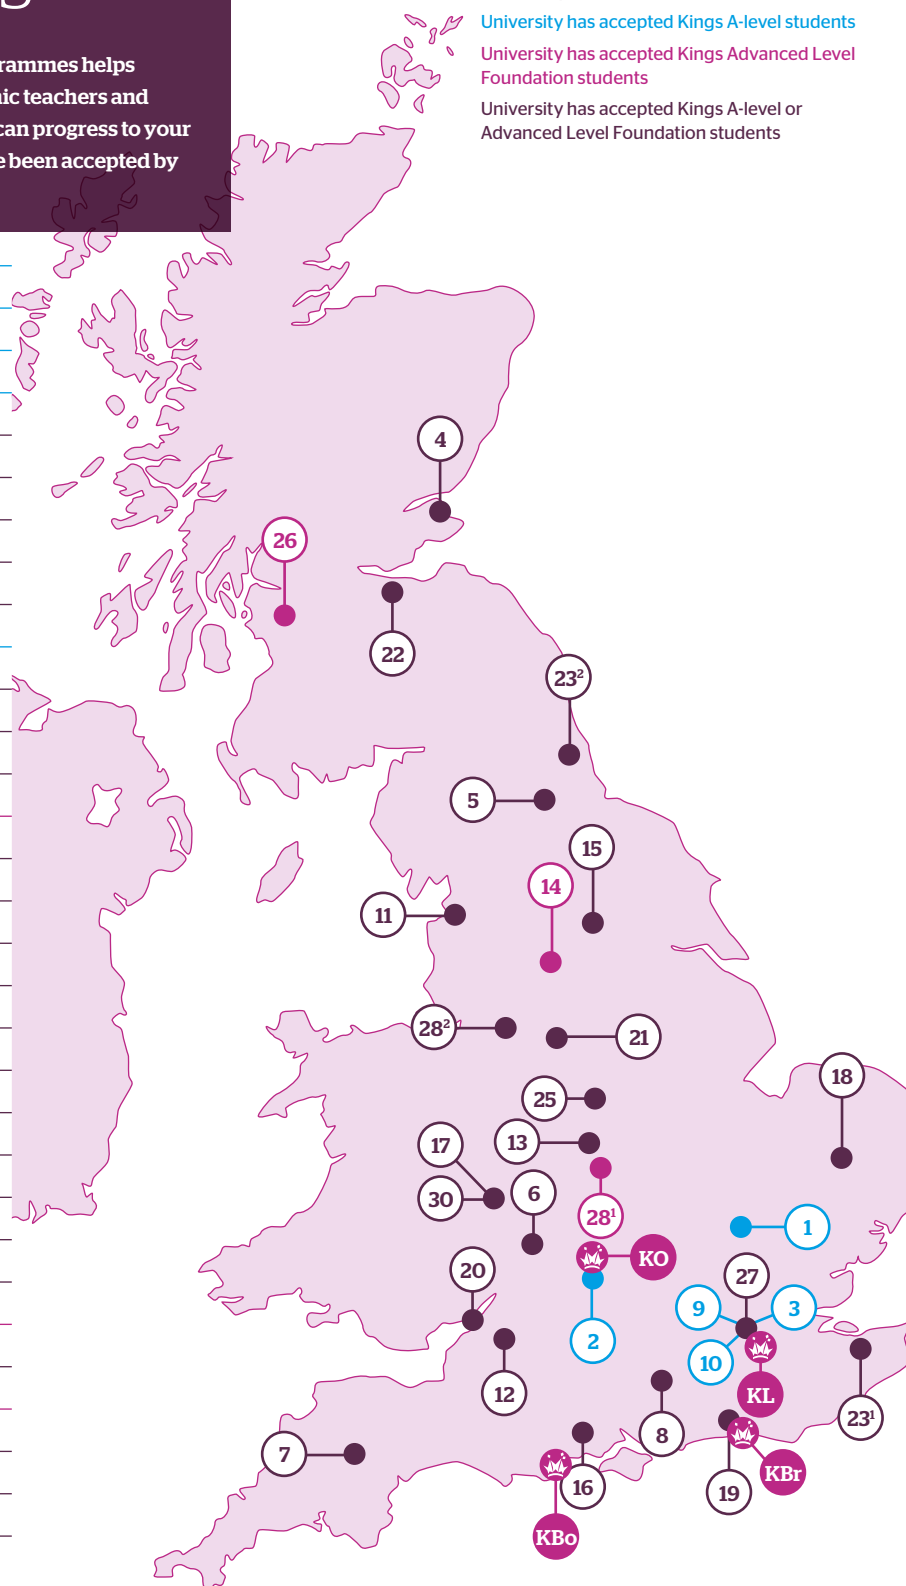 g
rammes helps
nic teachers and
can progress to your
e been accepted by
University has accepted Kings A-level students
University has accepted Kings Advanced Level
Foundation students
University has accepted Kings A-level or
Advanced Level Foundation students
4
26
22
23²
5
15
14
11
28²
21
18
25
13
17
6
30
28¹
1
KO
20
27
9
3
2
10
12
KL
8
23¹
7
KBr
16
19
KBo